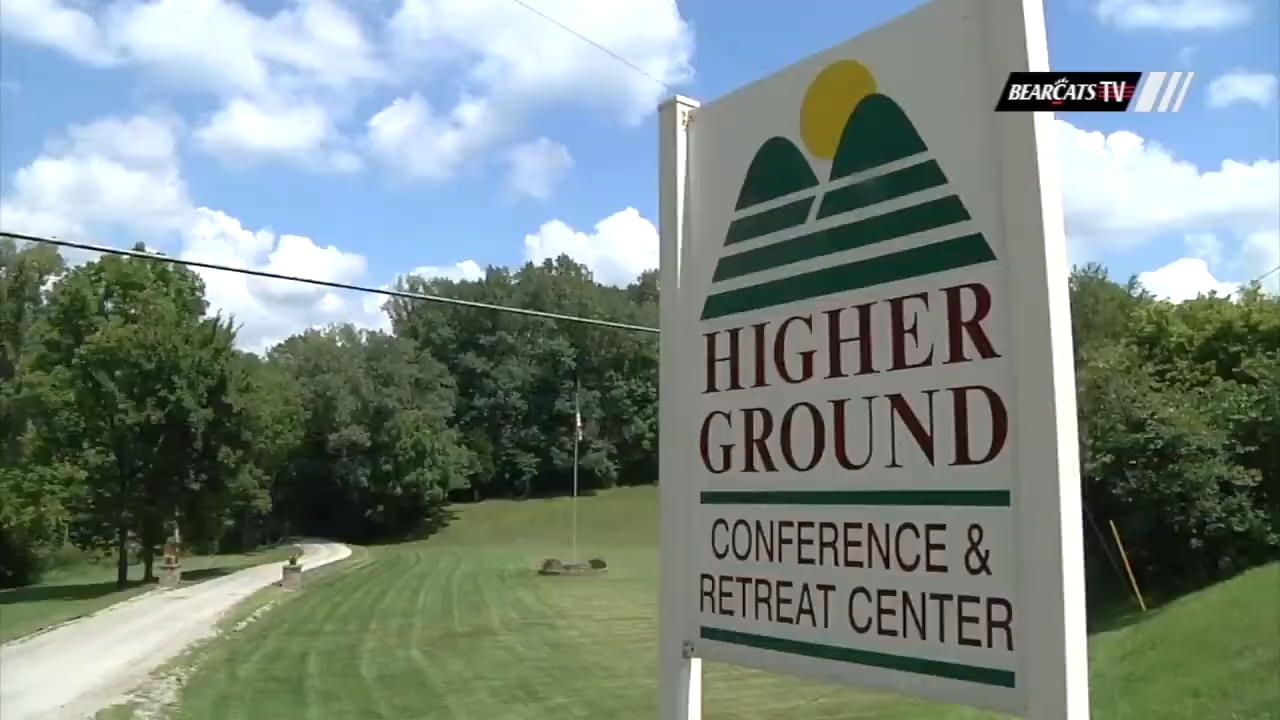 BEARCATS TV
HIGHER
GROUND
CONFERENCE &
RETREAT CENTER